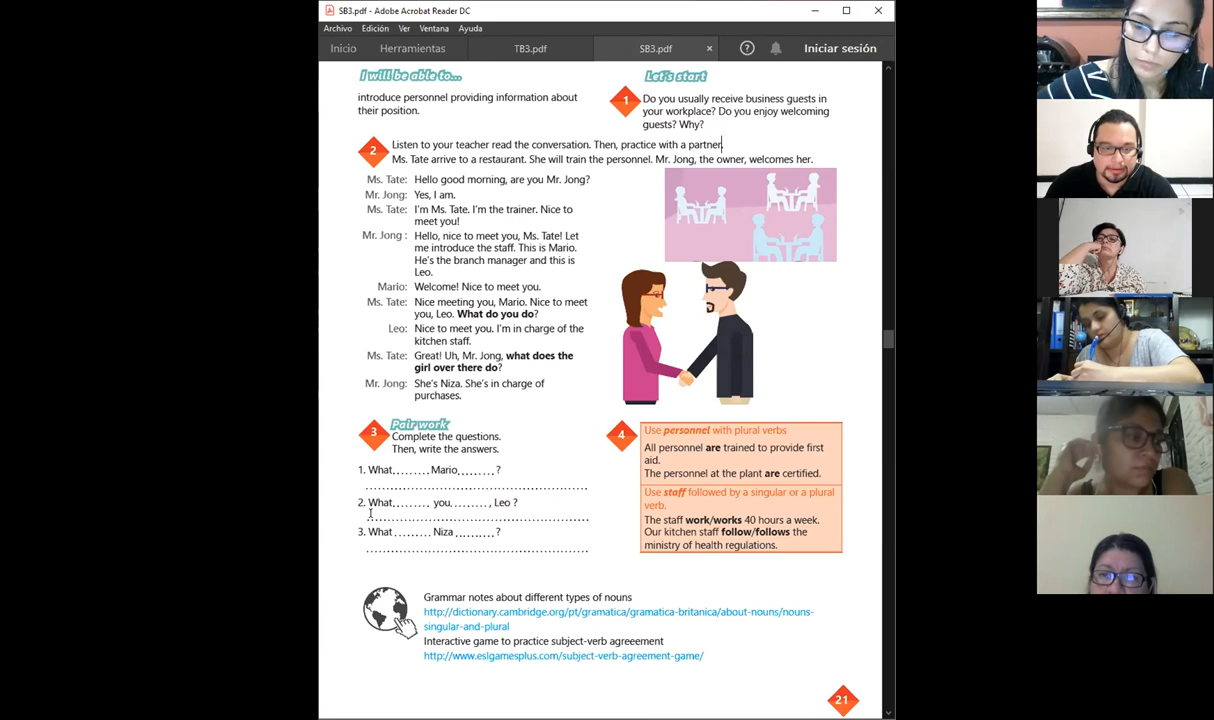 SB3.pdf - Adobe Acrobat Reader DC
Archivo Edición Ver Ventana Ayuda
Inicio Herramientas TB3.pdf SB3.pdf × ? Iniciar sesión
I will be able to...
introduce personnel providing information about
their position.
Let's start
1 Do you usually receive business guests in
your workplace? Do you enjoy welcoming
guests? Why?
2 Listen to your teacher read the conversation. Then, practice with a partner.
Ms. Tate arrive to a restaurant. She will train the personnel. Mr. Jong, the owner, welcomes her.
Ms. Tate: Hello good morning, are you Mr. Jong?
Mr. Jong: Yes, I am.
Ms. Tate: I'm Ms. Tate. I'm the trainer. Nice to
meet you!
Mr. Jong : Hello, nice to meet you, Ms. Tate! Let
me introduce the staff. This is Mario.
He's the branch manager and this is
Leo.
Mario: Welcome! Nice to meet you.
Ms. Tate: Nice meeting you, Mario. Nice to meet
you, Leo. What do you do?
Leo: Nice to meet you. I'm in charge of the
kitchen staff.
Ms. Tate: Great! Uh, Mr. Jong, what does the
girl over there do?
Mr. Jong: She's Niza. She's in charge of
purchases.
3 Pair work
Complete the questions.
Then, write the answers.
1. What......... Mario......... ?
2. What......... you........., Leo ?
3. What ......... Niza .......... ?
4 Use personnel with plural verbs
All personnel are trained to provide first
aid.
The personnel at the plant are certified.
Use staff followed by a singular or a plural
verb.
The staff work/works 40 hours a week.
Our kitchen staff follow/follows the
ministry of health regulations.
Grammar notes about different types of nouns
http://dictionary.cambridge.org/pt/gramatica/gramatica-britanica/about-nouns/nouns-
singular-and-plural
Interactive game to practice subject-verb agreeement
http://www.eslgamesplus.com/subject-verb-agreement-game/
21